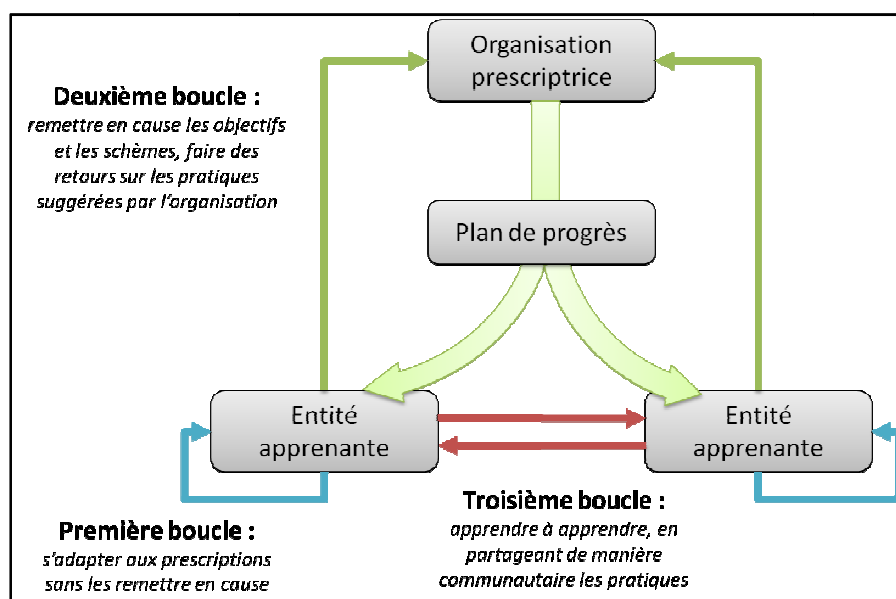 Organisation
prescriptrice
Deuxième boucle :
remettre en cause les objectifs
et les schèmes, faire des
retours sur les pratiques
suggérées par l'organisation
Plan de progrès
Entité
apprenante
Entité
apprenante
Première boucle :
s'adapter aux prescriptions
sans les remettre en cause
Troisième boucle :
apprendre à apprendre, en
partageant de manière
communautaire les pratiques